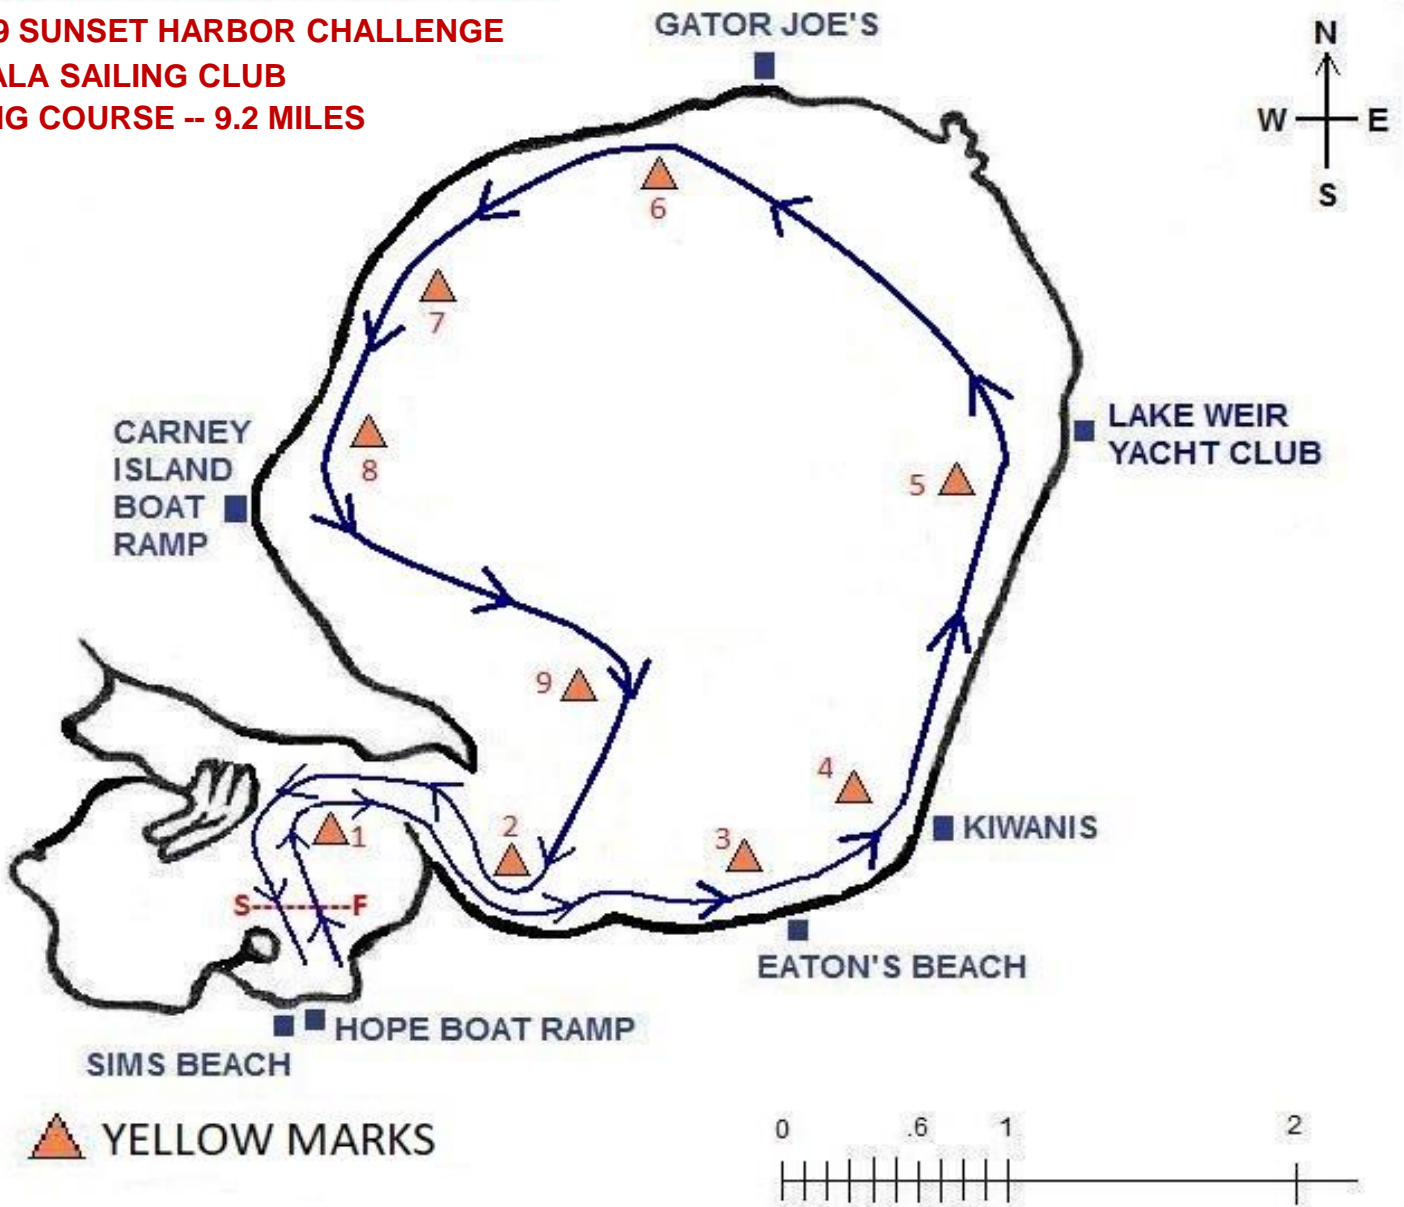 9 SUNSET HARBOR CHALLENGE
ALA SAILING CLUB
NG COURSE -- 9.2 MILES
GATOR JOE'S
N
W E
S
6
7
8
CARNEY
ISLAND
BOAT
RAMP
LAKE WEIR
YACHT CLUB
5
9
4
3
2
1
KIWANIS
S----------F
EATON'S BEACH
HOPE BOAT RAMP
SIMS BEACH
YELLOW MARKS
0 .6 1 2